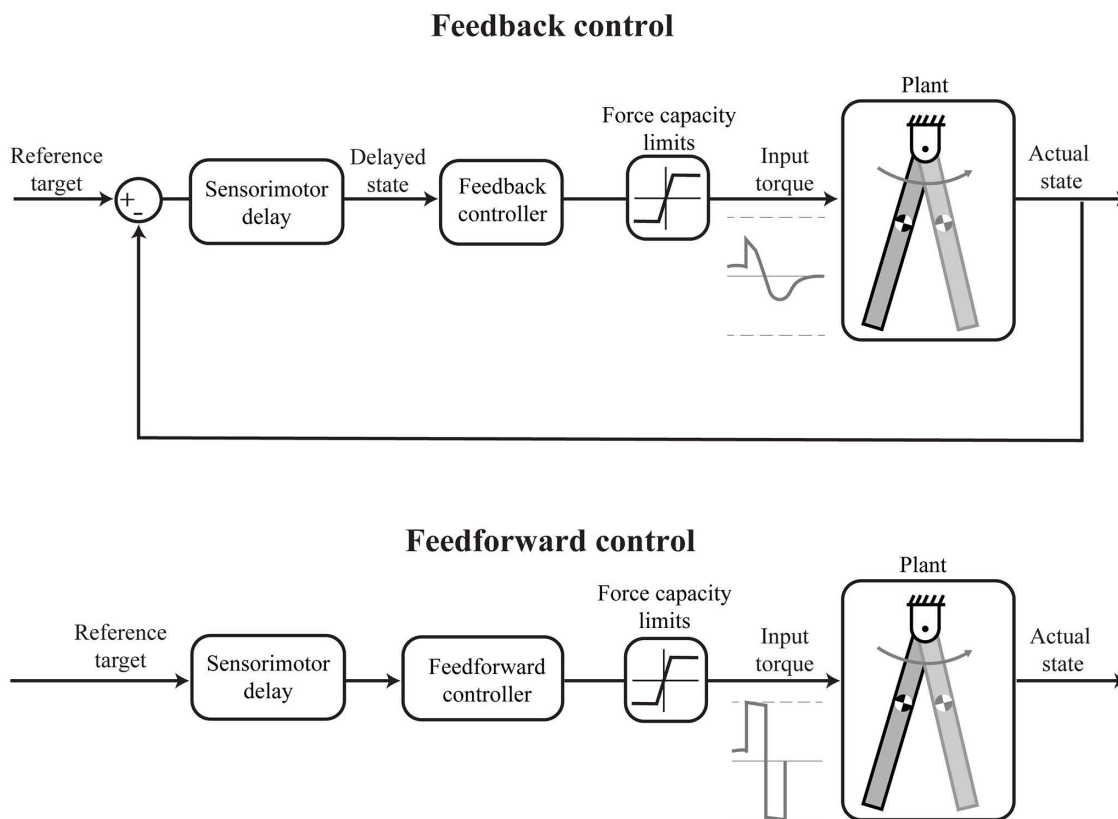 Feedback control
Plant
Force capacity
limits
Reference
target
+
-
Sensorimotor
delay
Delayed
state
Feedback
controller
Input
torque
Actual
state
Feedforward control
Plant
Force capacity
limits
Reference
target
Sensorimotor
delay
Feedforward
controller
Input
torque
Actual
state